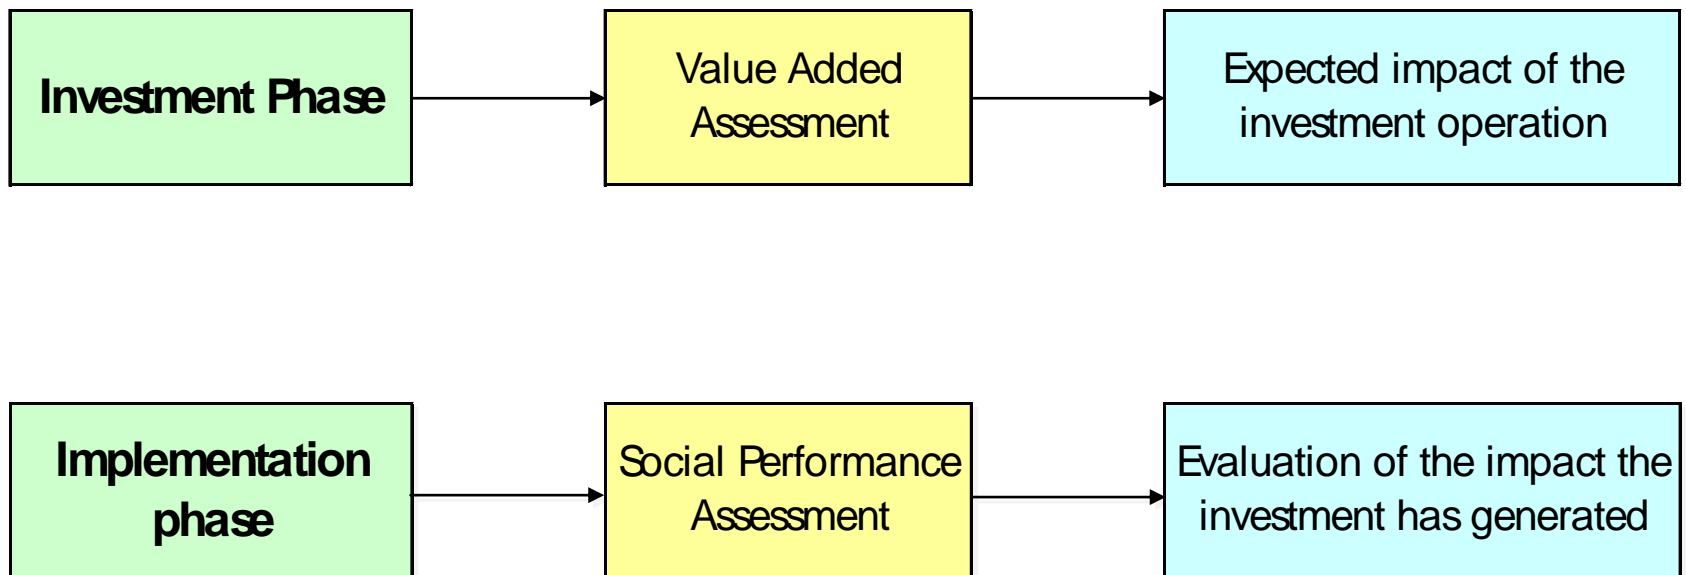 Investment Phase
Value Added
Assessment
Expected impact of the
investment operation
Implementation
phase
Social Performance
Assessment
Evaluation of the impact the
investment has generated